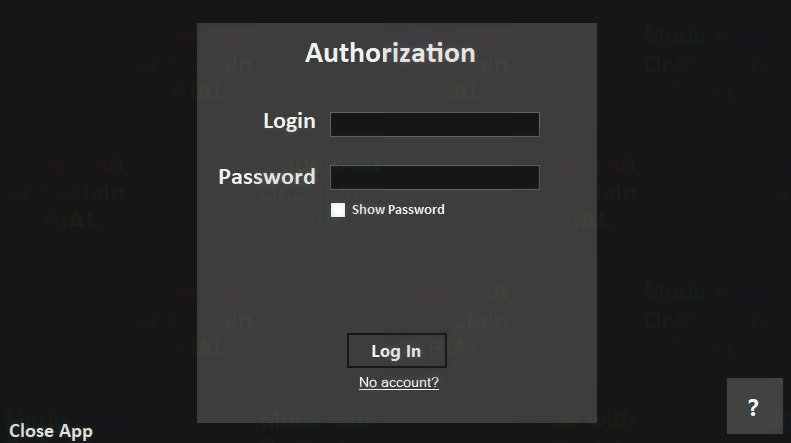 Authorization
Login
Password
Show Password
Log In
No account?
?
Close App
Made with
Dr.Explain
TRIAL